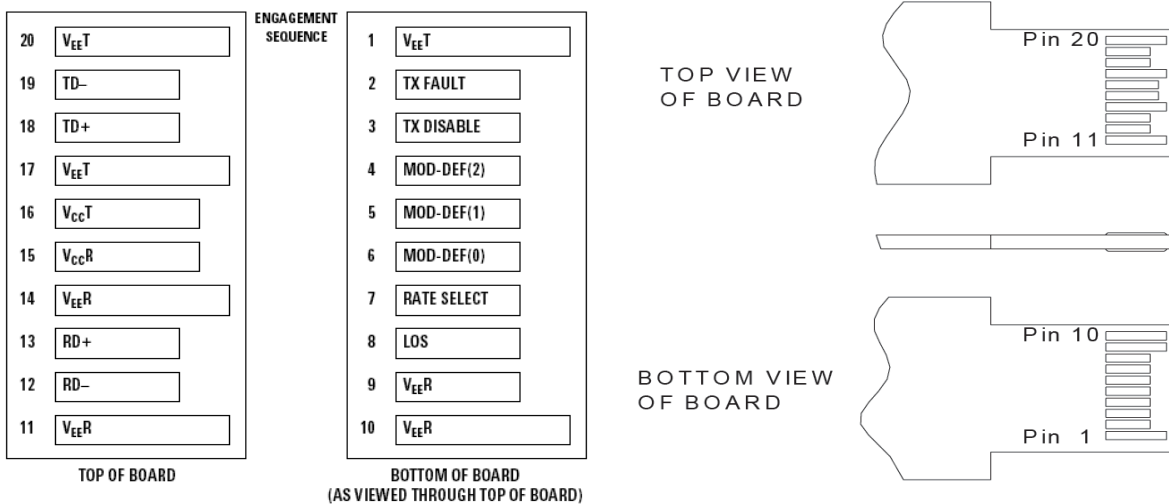 ENGAGEMENT
SEQUENCE
20 VEET
19 TD–
18 TD+
17 VEET
16 VCCT
15 VCCR
14 VEER
13 RD+
12 RD–
11 VEER
TOP OF BOARD
1 VEET
2 TX FAULT
3 TX DISABLE
4 MOD-DEF(2)
5 MOD-DEF(1)
6 MOD-DEF(0)
7 RATE SELECT
8 LOS
9 VEER
10 VEER
BOTTOM OF BOARD
(AS VIEWED THROUGH TOP OF BOARD)
TOP VIEW
OF BOARD
Pin 20
Pin 11
BOTTOM VIEW
OF BOARD
Pin 10
Pin 1